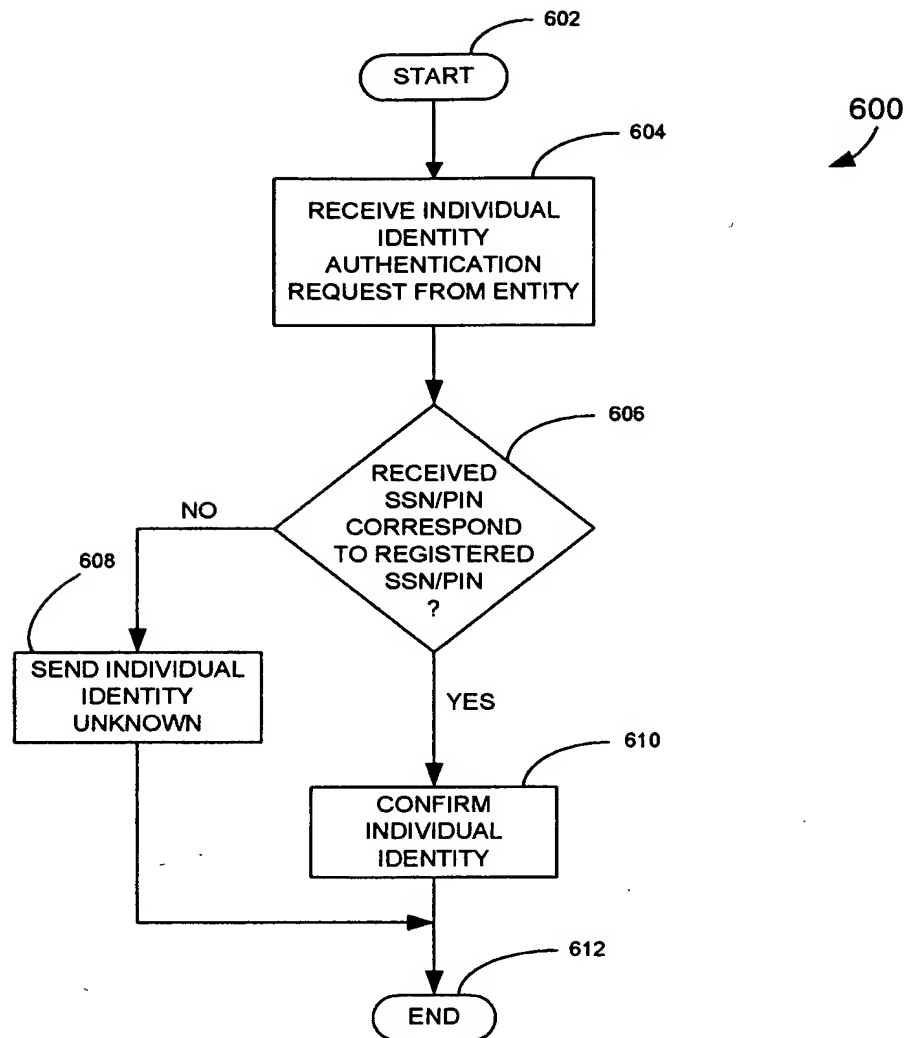 602
START
600
604
RECEIVE INDIVIDUAL
IDENTITY
AUTHENTICATION
REQUEST FROM ENTITY
606
RECEIVED
SSN/PIN
CORRESPOND
TO REGISTERED
SSN/PIN
?
NO
608
SEND INDIVIDUAL
IDENTITY
UNKNOWN
YES
610
CONFIRM
INDIVIDUAL
IDENTITY
612
END